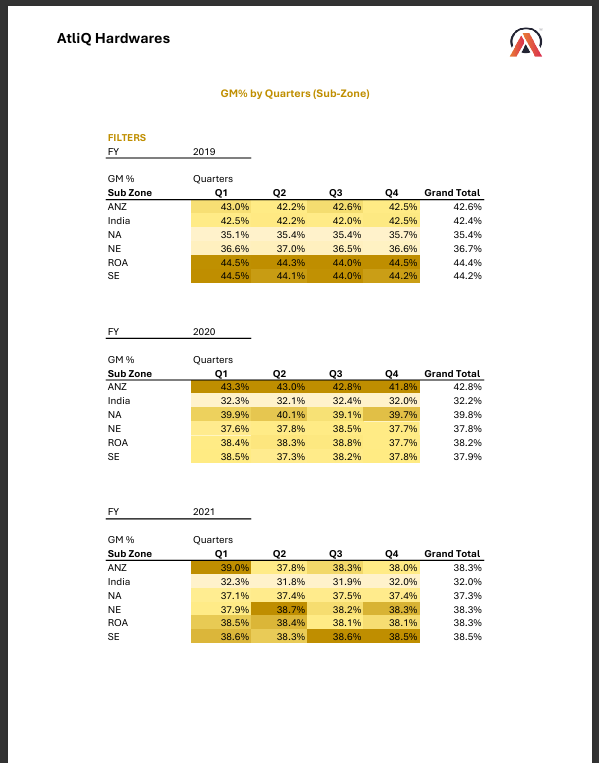 AtliQ Hardwares
GM% by Quarters (Sub-Zone)
FILTERS
FY 2019
GM % Quarters
Sub Zone Q1 Q2 Q3 Q4 Grand Total
ANZ 43.0% 42.2% 42.6% 42.5% 42.6%
India 42.5% 42.2% 42.0% 42.5% 42.4%
NA 35.1% 35.4% 35.4% 35.7% 35.4%
NE 36.6% 37.0% 36.5% 36.6% 36.7%
ROA 44.5% 44.3% 44.0% 44.5% 44.4%
SE 44.5% 44.1% 44.0% 44.2% 44.2%
FY 2020
GM % Quarters
Sub Zone Q1 Q2 Q3 Q4 Grand Total
ANZ 43.3% 43.0% 42.8% 41.8% 42.8%
India 32.3% 32.1% 32.4% 32.0% 32.2%
NA 39.9% 40.1% 39.1% 39.7% 39.8%
NE 37.6% 37.8% 38.5% 37.7% 37.8%
ROA 38.4% 38.3% 38.8% 37.7% 38.2%
SE 38.5% 37.3% 38.2% 37.8% 37.9%
FY 2021
GM % Quarters
Sub Zone Q1 Q2 Q3 Q4 Grand Total
ANZ 39.0% 37.8% 38.3% 38.0% 38.3%
India 32.3% 31.8% 31.9% 32.0% 32.0%
NA 37.1% 37.4% 37.5% 37.4% 37.3%
NE 37.9% 38.7% 38.2% 38.3% 38.3%
ROA 38.5% 38.4% 38.1% 38.1% 38.3%
SE 38.6% 38.3% 38.6% 38.5% 38.5%